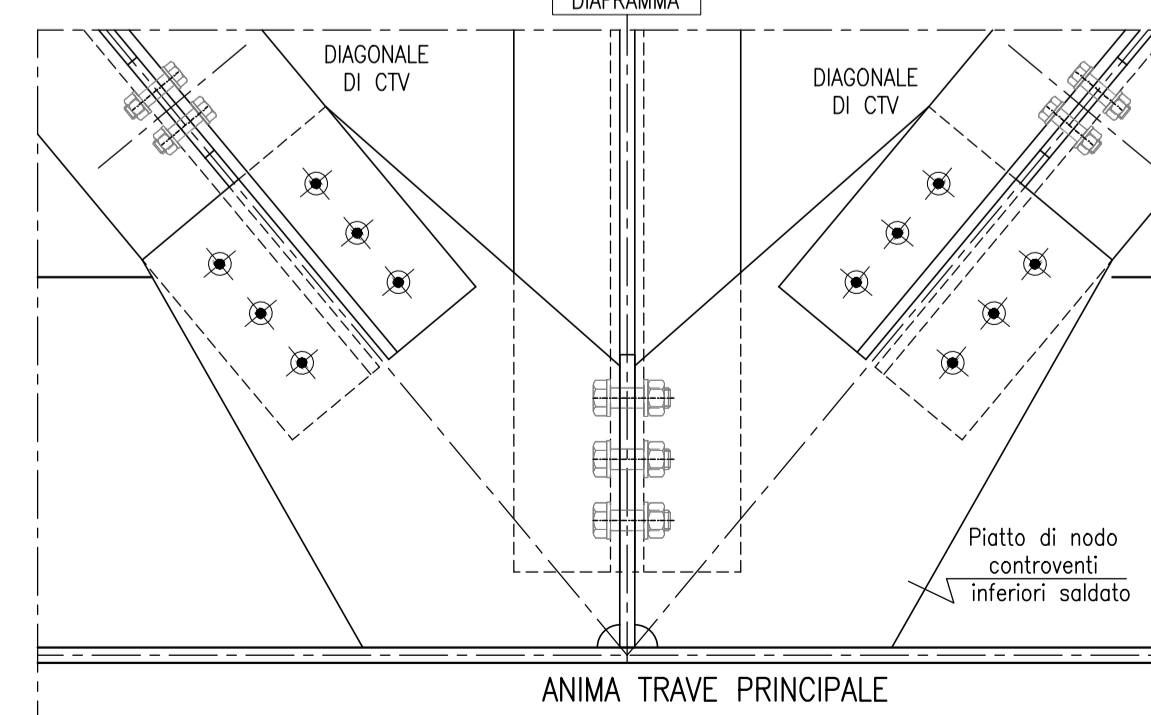 DIAFRAMMA
DIAGONALE
DI CTV
DIAGONALE
DI CTV
Piatto di nodo
controventi
inferiori saldato
ANIMA TRAVE PRINCIPALE